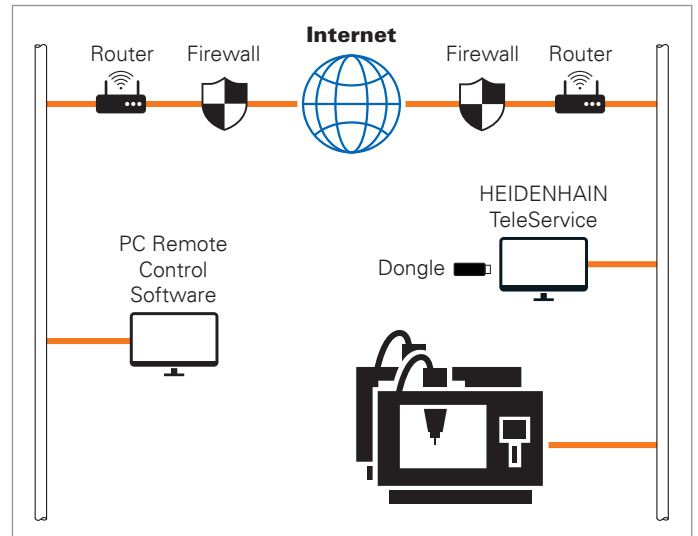 Internet
Router
Firewall
Firewall
Router
HEIDENHAIN
TeleService
PC Remote
Control
Software
Dongle